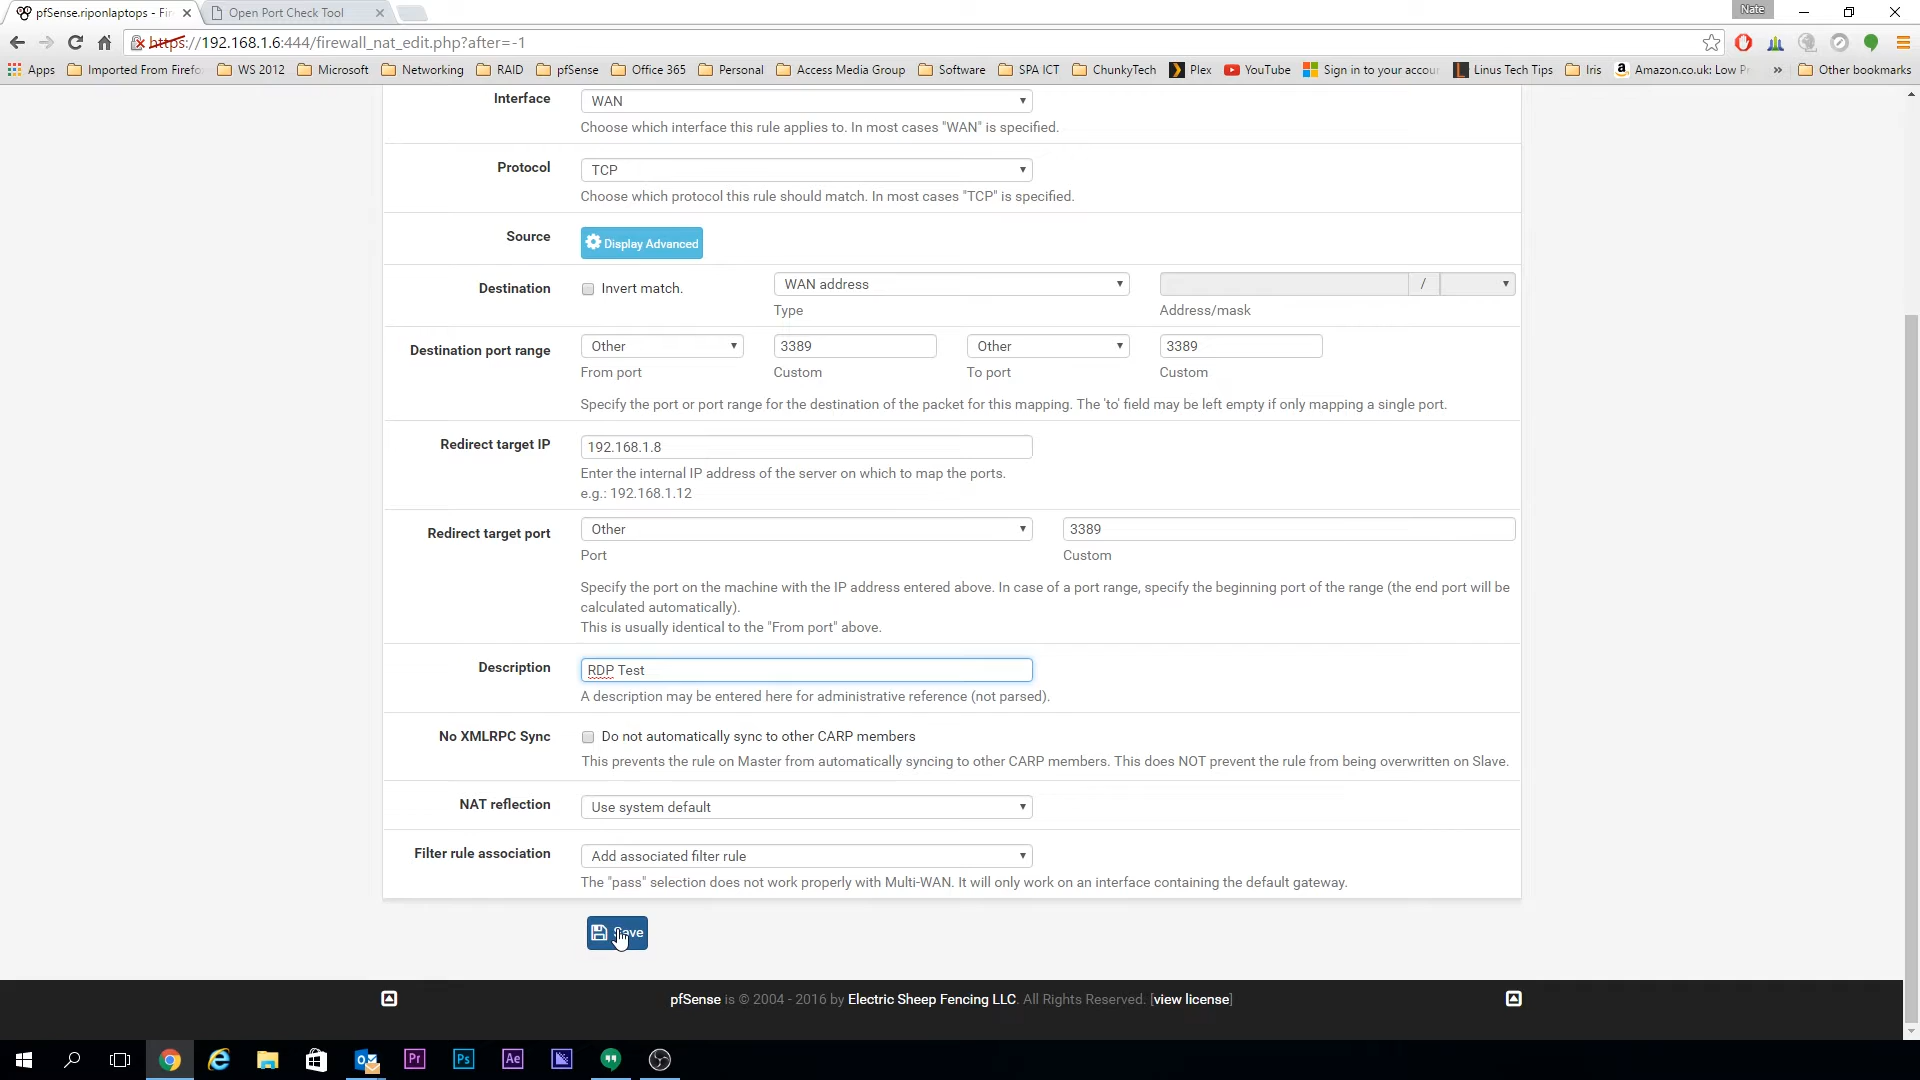 pfSense.riponlaptops - Fi
Open Port Check Tool
Nate
https://192.168.1.6:444/firewall_nat_edit.php?after=-1
Apps
Imported From Firefo
WS 2012
Microsoft
Networking
RAID
pfSense
Office 365
Personal
Access Media Group
Software
SPA ICT
ChunkyTech
Plex
YouTube
Sign in to your accou
Linus Tech Tips
Iris
Amazon.co.uk: Low P
»
Other bookmarks
Interface
WAN
Choose which interface this rule applies to. In most cases "WAN" is specified.
Protocol
TCP
Choose which protocol this rule should match. In most cases "TCP" is specified.
Source
Display Advanced
Destination
Invert match.
WAN address
/
Type
Address/mask
Destination port range
Other
3389
Other
3389
From port
Custom
To port
Custom
Specify the port or port range for the destination of the packet for this mapping. The 'to' field may be left empty if only mapping a single port.
Redirect target IP
192.168.1.8
Enter the internal IP address of the server on which to map the ports.
e.g.: 192.168.1.12
Redirect target port
Other
3389
Port
Custom
Specify the port on the machine with the IP address entered above. In case of a port range, specify the beginning port of the range (the end port will be
calculated automatically).
This is usually identical to the "From port" above.
Description
RDP Test
A description may be entered here for administrative reference (not parsed).
No XMLRPC Sync
Do not automatically sync to other CARP members
This prevents the rule on Master from automatically syncing to other CARP members. This does NOT prevent the rule from being overwritten on Slave.
NAT reflection
Use system default
Filter rule association
Add associated filter rule
The "pass" selection does not work properly with Multi-WAN. It will only work on an interface containing the default gateway.
Save
pfSense is © 2004 - 2016 by Electric Sheep Fencing LLC. All Rights Reserved. [view license]
Pr
Ps
Ae